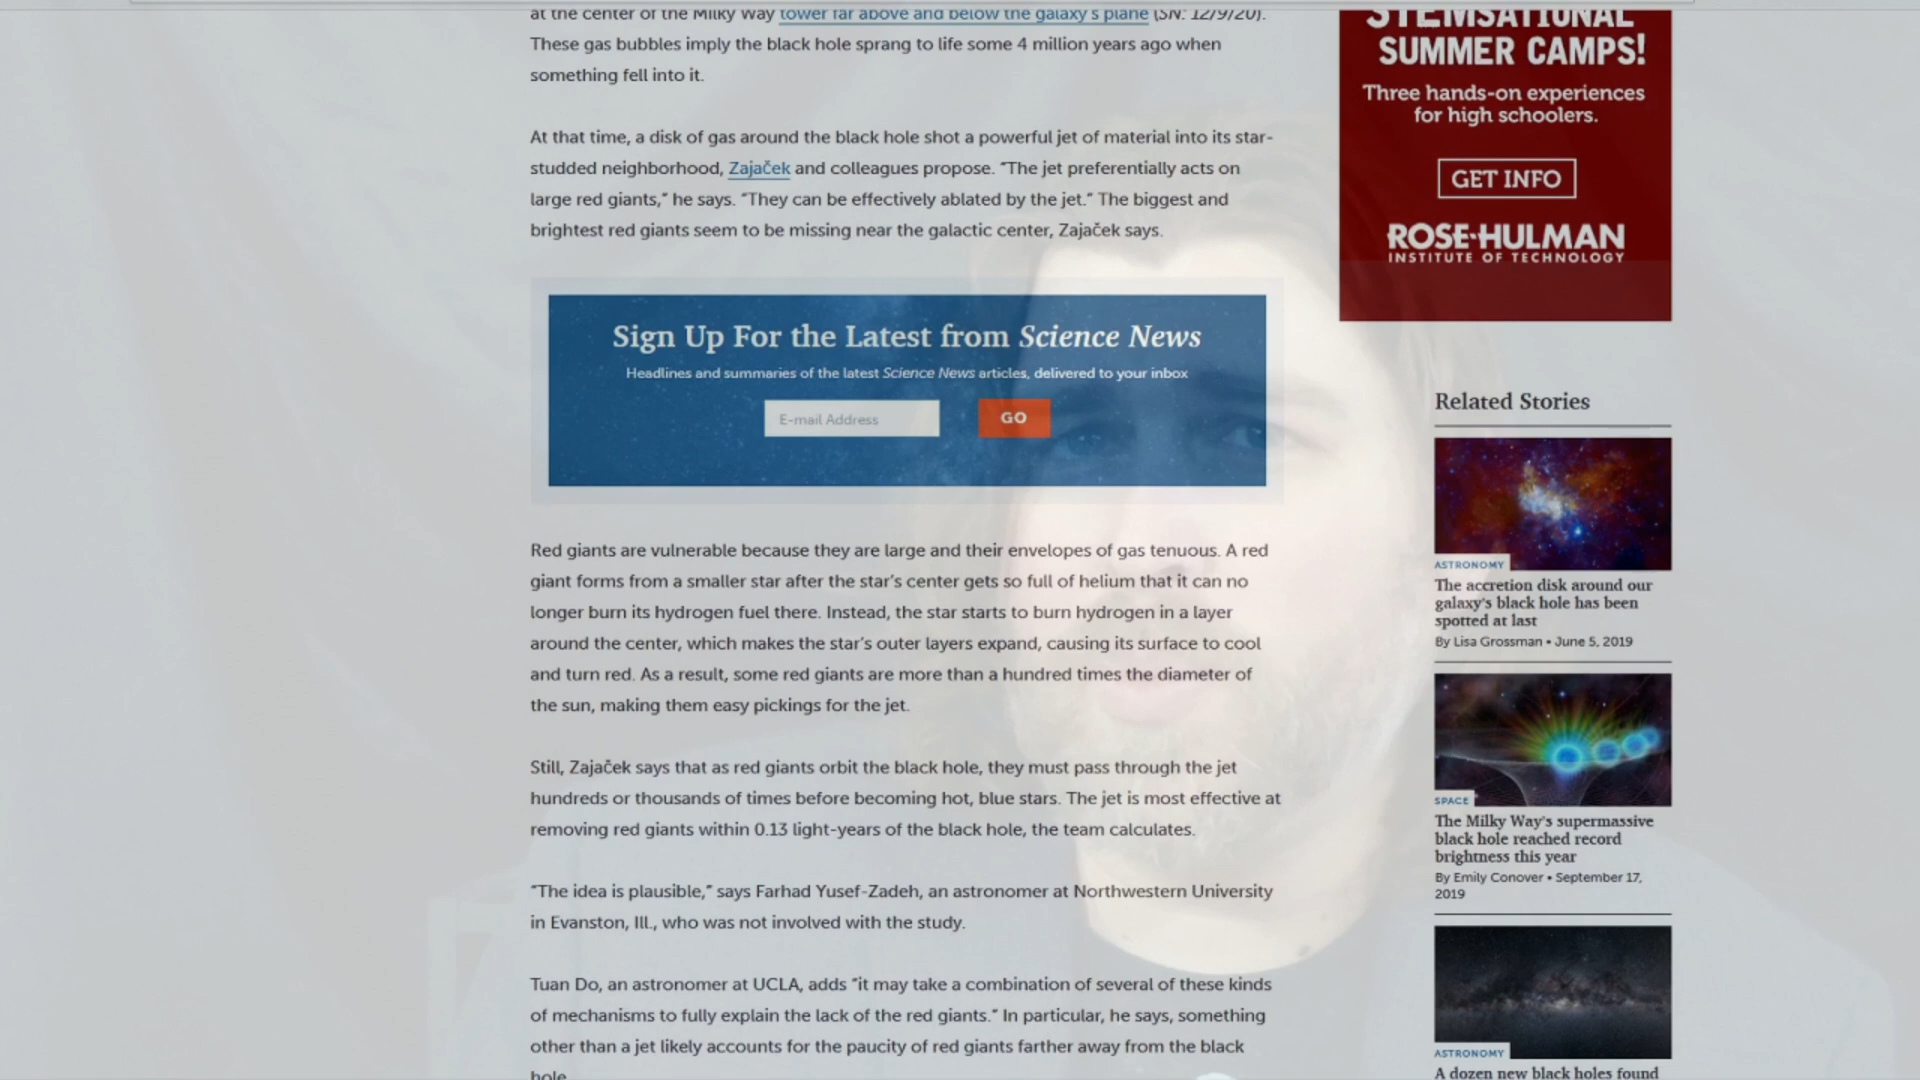 at the center of the Milky Way tower far above and below the galaxy's plane (SN: 12/9/20).
These gas bubbles imply the black hole sprang to life some 4 million years ago when
something fell into it.
At that time, a disk of gas around the black hole shot a powerful jet of material into its star-
studded neighborhood, Zajaček and colleagues propose. “The jet preferentially acts on
large red giants,” he says. “They can be effectively ablated by the jet.” The biggest and
brightest red giants seem to be missing near the galactic center, Zajaček says.
Sign Up For the Latest from Science News
Headlines and summaries of the latest Science News articles, delivered to your inbox
E-mail Address
GO
Red giants are vulnerable because they are large and their envelopes of gas tenuous. A red
giant forms from a smaller star after the star’s center gets so full of helium that it can no
longer burn its hydrogen fuel there. Instead, the star starts to burn hydrogen in a layer
around the center, which makes the star’s outer layers expand, causing its surface to cool
and turn red. As a result, some red giants are more than a hundred times the diameter of
the sun, making them easy pickings for the jet.
Still, Zajaček says that as red giants orbit the black hole, they must pass through the jet
hundreds or thousands of times before becoming hot, blue stars. The jet is most effective at
removing red giants within 0.13 light-years of the black hole, the team calculates.
“The idea is plausible,” says Farhad Yusef-Zadeh, an astronomer at Northwestern University
in Evanston, Ill., who was not involved with the study.
Tuan Do, an astronomer at UCLA, adds “it may take a combination of several of these kinds
of mechanisms to fully explain the lack of the red giants.” In particular, he says, something
other than a jet likely accounts for the paucity of red giants farther away from the black
hole.
STEMSATIONAL
SUMMER CAMPS!
Three hands-on experiences
for high schoolers.
GET INFO
ROSE-HULMAN
INSTITUTE OF TECHNOLOGY
Related Stories
ASTRONOMY
The accretion disk around our
galaxy’s black hole has been
spotted at last
By Lisa Grossman • June 5, 2019
SPACE
The Milky Way’s supermassive
black hole reached record
brightness this year
By Emily Conover • September 17,
2019
ASTRONOMY
A dozen new black holes found